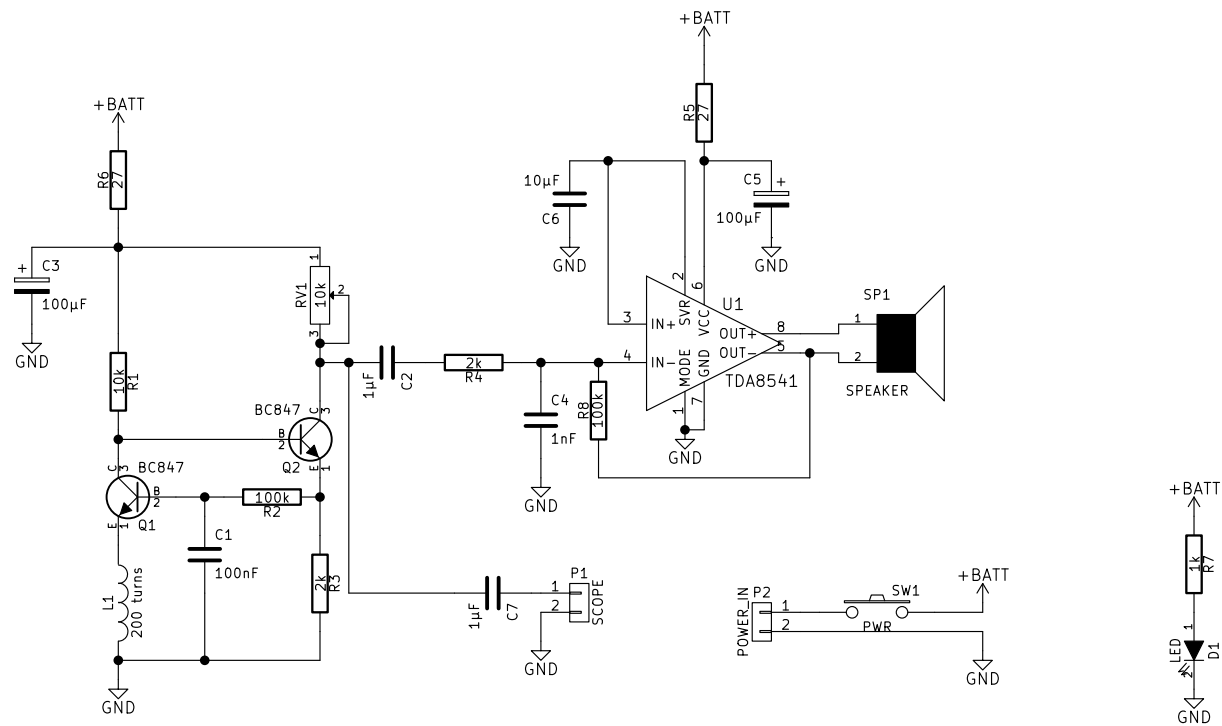 +BATT
R5
27
+BATT
R6
27
10µF
C6
C5
+
100µF
GND
GND
+
C3
100µF
GND
1
RV1
10k
2
3
2
6
SVR
VCC
U1
3
IN+
4
IN-
OUT+
8
OUT-
5
MODE
GND
1
7
TDA8541
GND
SP1
1
2
SPEAKER
10k
R1
1µF
C2
2k
R4
C4
1nF
R8
100k
GND
BC847
C
3
B
2
Q2
E
1
C
3
BC847
B
2
E
1
Q1
100k
R2
C1
100nF
2k
R3
L1
200 turns
GND
1µF
C7
P1
1
2
SCOPE
GND
P2
POWER_IN
1
2
SW1
PWR
+BATT
GND
+BATT
1k
R7
1
LED
D1
2
GND